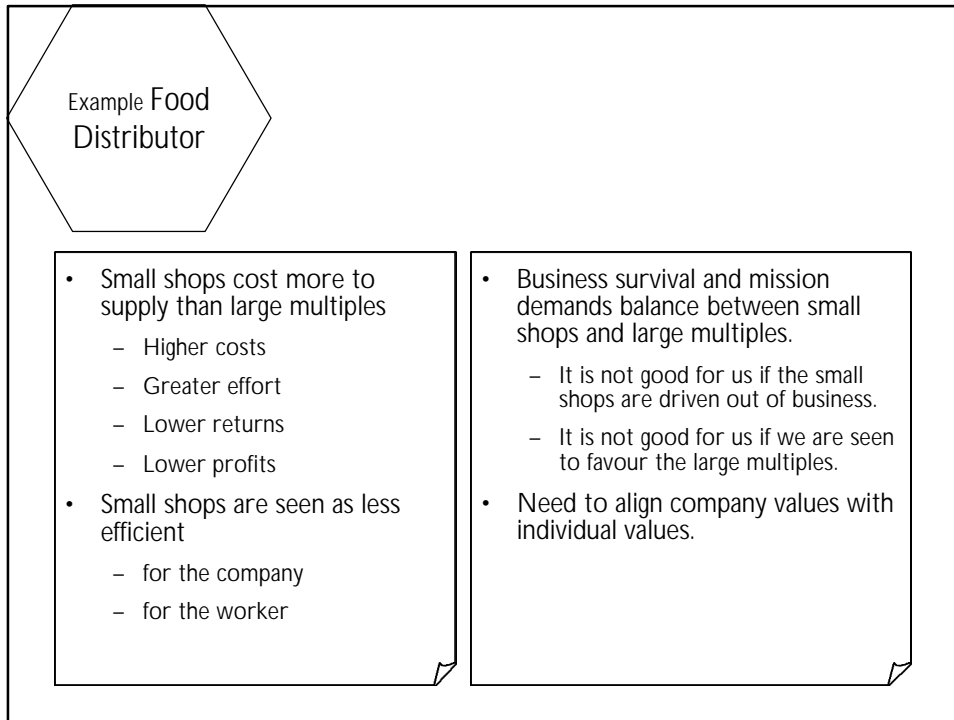 Example Food
Distributor
• Small shops cost more to
supply than large multiples
– Higher costs
– Greater effort
– Lower returns
– Lower profits
• Small shops are seen as less
efficient
– for the company
– for the worker
• Business survival and mission
demands balance between small
shops and large multiples.
– It is not good for us if the small
shops are driven out of business.
– It is not good for us if we are seen
to favour the large multiples.
• Need to align company values with
individual values.